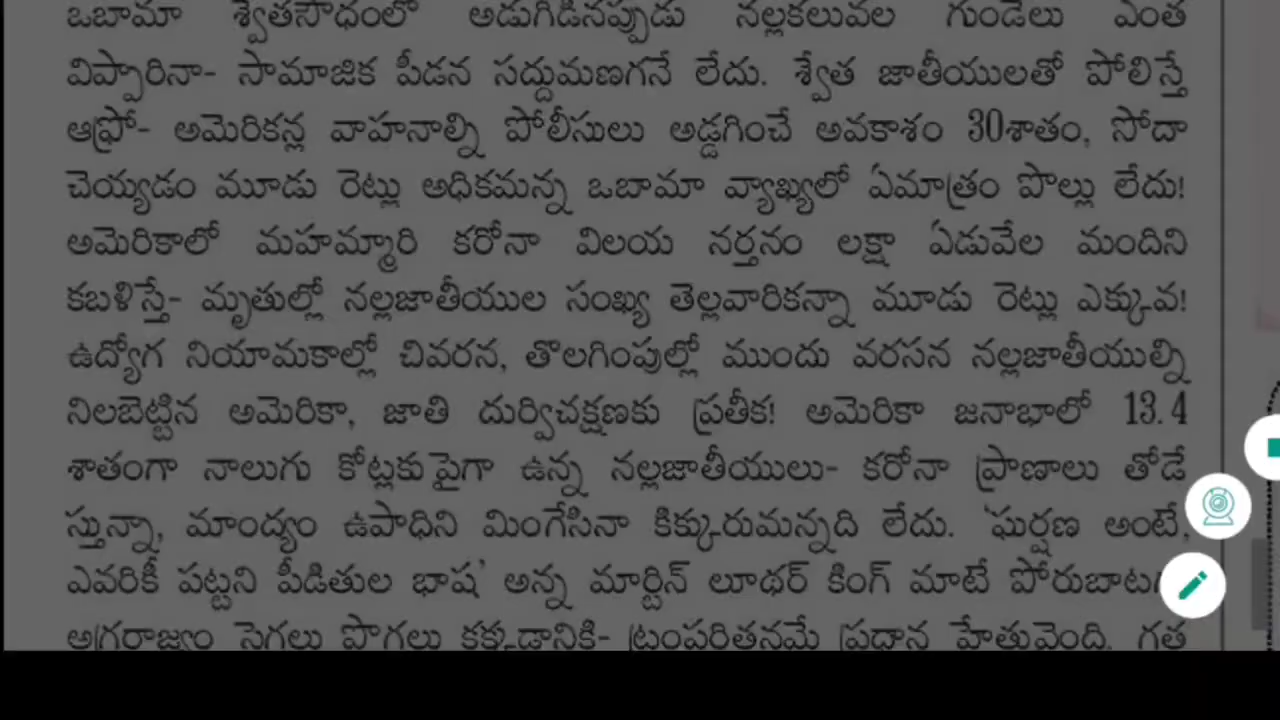 ఒబామా శ్వేతసౌధంలో అడుగిడినప్పుడు నల్లకలువల గుండెలు ఎంత
విప్పారినా- సామాజిక పీడన సద్దుమణగనే లేదు. శ్వేత జాతీయులతో పోలిస్తే
ఆఫ్రో- అమెరికన్ల వాహనాల్ని పోలీసులు అడ్డగించే అవకాశం 30శాతం, సోదా
చెయ్యడం మూడు రెట్లు అధికమన్న ఒబామా వ్యాఖ్యలో ఏమాత్రం పొల్లు లేదు!
అమెరికాలో మహమ్మారి కరోనా విలయ నర్తనం లక్షా ఏడువేల మందిని
కబళిస్తే- మృతుల్లో నల్లజాతీయుల సంఖ్య తెల్లవారికన్నా మూడు రెట్లు ఎక్కువ!
ఉద్యోగ నియామకాల్లో చివరన, తొలగింపుల్లో ముందు వరసన నల్లజాతీయుల్ని
నిలబెట్టిన అమెరికా, జాతి దుర్విచక్షణకు ప్రతీక! అమెరికా జనాభాలో 13.4
శాతంగా నాలుగు కోట్లకుపైగా ఉన్న నల్లజాతీయులు- కరోనా ప్రాణాలు తోడే
స్తున్నా, మాంద్యం ఉపాధిని మింగేసినా కిక్కురుమన్నది లేదు. 'ఘర్షణ అంటే,
ఎవరికీ పట్టని పీడితుల భాష' అన్న మార్టిన్ లూథర్ కింగ్ మాటే పోరుబాట
అగ్రరాజ్యం సెగలు పొగలు కక్కడానికి- ట్రంపరితనమే ప్రధాన హేతువైంది. గత